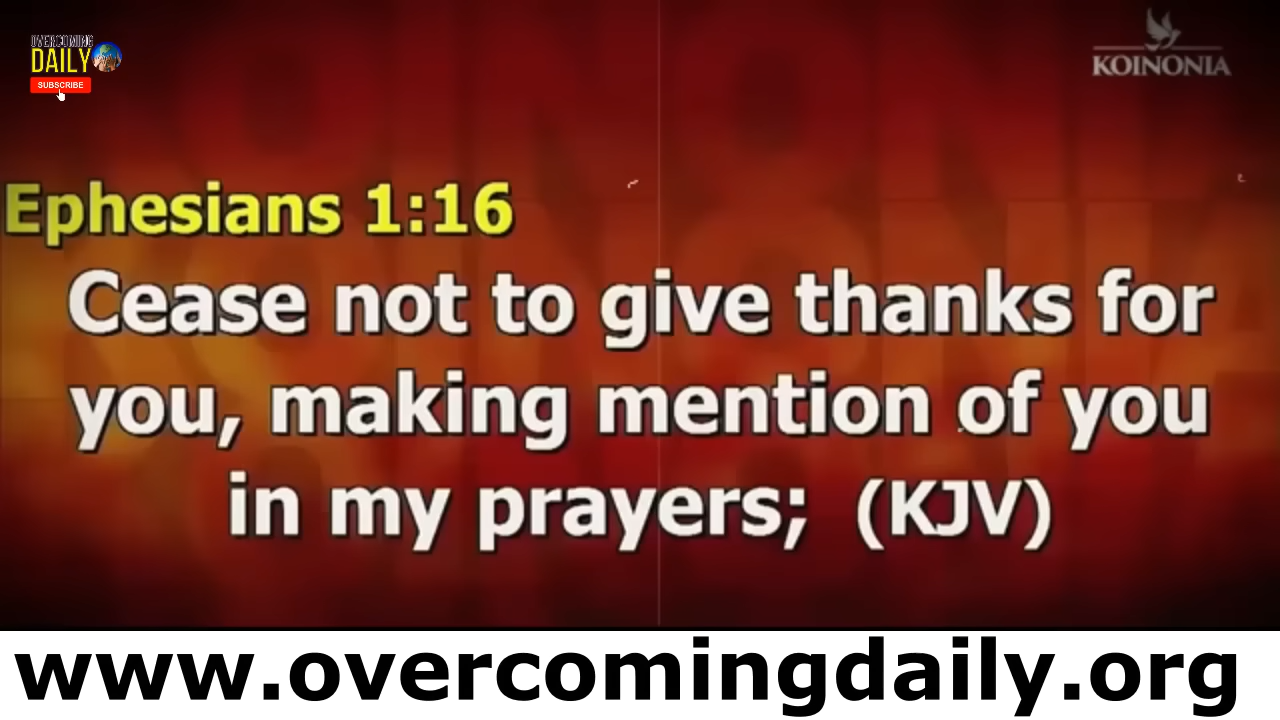 OVERCOMING
DAILY
SUBSCRIBE
KOINONIA
Ephesians 1:16
Cease not to give thanks for
you, making mention of you
in my prayers; (KJV)
www.overcomingdaily.org